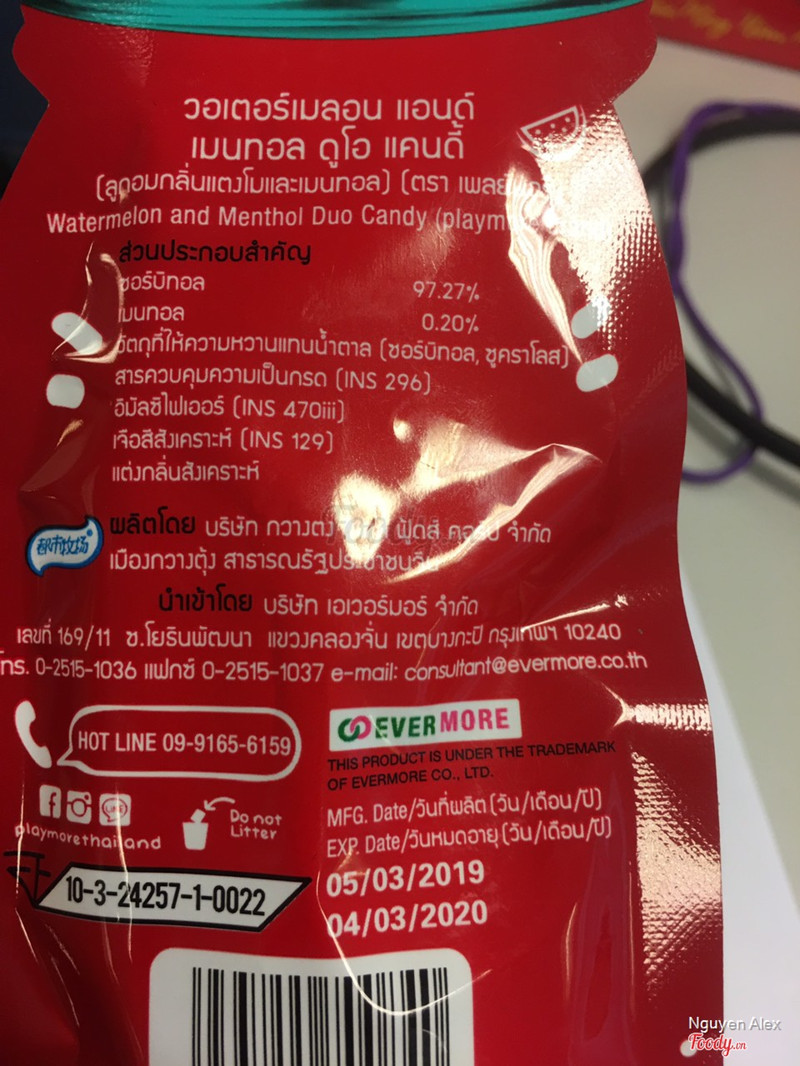 วอเตอร์เมลอน แอนด์
เมนทอล ดูโอ แคนดี้
(ลูกอมกลิ่นแตงโมและเมนทอล) (ตรา
Watermelon and Menthol Duo Candy
ส่วนประกอบสำคัญ
ซอร์บิทอล 97.27%
เมนทอล 0.20%
วัตถุที่ให้ความหวานแทนน้ำตาล (ซอร์บิทอล, ซูคราโลส)
สารควบคุมความเป็นกรด (INS 296)
อิมัลซิไฟเออร์ (INS 470iii)
เจือสีสังเคราะห์ (INS 129)
แต่งกลิ่นสังเคราะห์
都市牧场
ผลิตโดย บริษัท กวางตง ฟู้ดส์ คอร์ป จำกัด
เมืองกวางตุ้ง สาธารณรัฐประชาชนจีน
นำเข้าโดย บริษัท เอเวอร์มอร์ จำกัด
เลขที่ 169/11 ซ.โยธินพัฒนา แขวงคลองจั่น เขตบางกะปิ กรุงเทพฯ 10240
โทร. 0-2515-1036 แฟกซ์ 0-2515-1037 e-mail: consultant@evermore.co.th
HOT LINE 09-9165-6159
EVERMORE
THIS PRODUCT IS UNDER THE TRADEMARK
OF EVERMORE CO., LTD.
LINE
playmorethailand
Do not
Litter
MFG. Date/วันที่ผลิต (วัน/เดือน/ปี)
EXP. Date/วันหมดอายุ (วัน/เดือน/ปี)
05/03/2019
04/03/2020
10-3-24257-1-0022
Nguyen Alex
Foody.vn